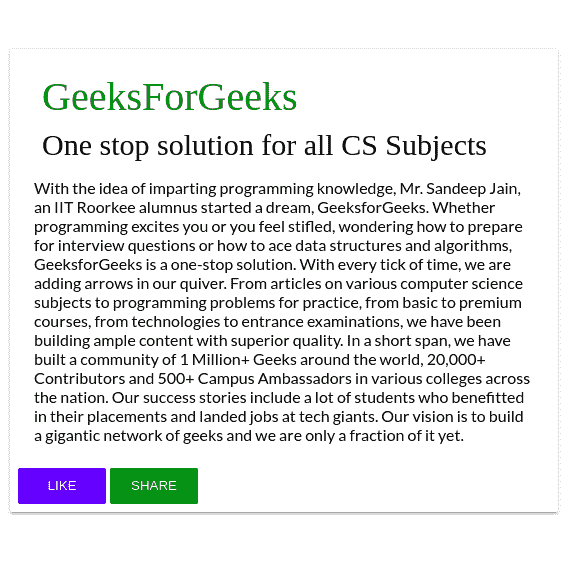 GeeksForGeeks
One stop solution for all CS Subjects
With the idea of imparting programming knowledge, Mr. Sandeep Jain,
an IIT Roorkee alumnus started a dream, GeeksforGeeks. Whether
programming excites you or you feel stifled, wondering how to prepare
for interview questions or how to ace data structures and algorithms,
GeeksforGeeks is a one-stop solution. With every tick of time, we are
adding arrows in our quiver. From articles on various computer science
subjects to programming problems for practice, from basic to premium
courses, from technologies to entrance examinations, we have been
building ample content with superior quality. In a short span, we have
built a community of 1 Million+ Geeks around the world, 20,000+
Contributors and 500+ Campus Ambassadors in various colleges across
the nation. Our success stories include a lot of students who benefitted
in their placements and landed jobs at tech giants. Our vision is to build
a gigantic network of geeks and we are only a fraction of it yet.
LIKE SHARE